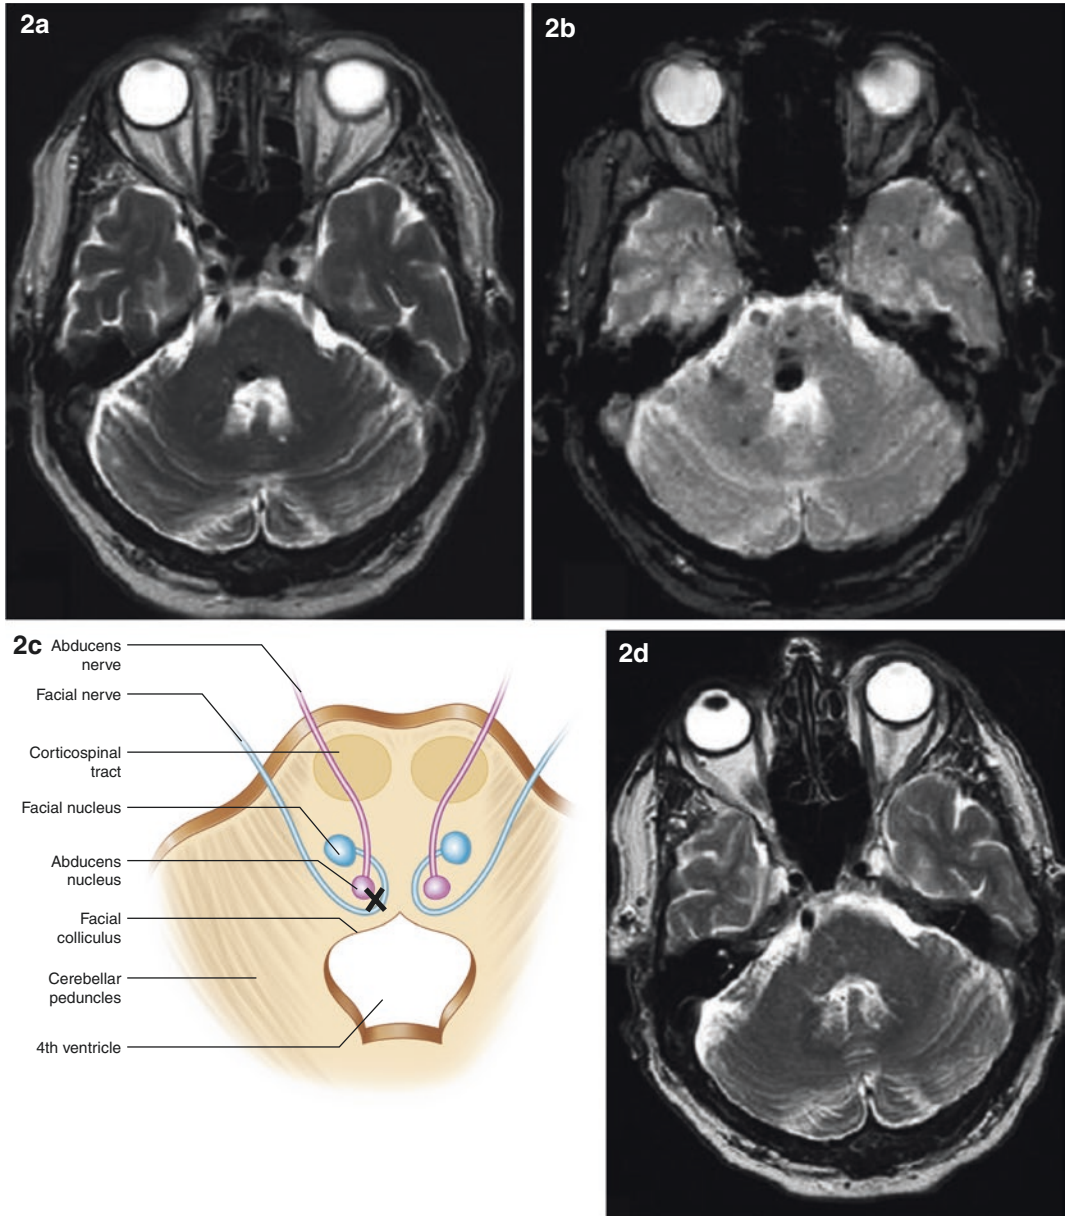 2a
2b
2c
Abducens
nerve
Facial nerve
Corticospinal
tract
Facial nucleus
Abducens
nucleus
Facial
colliculus
Cerebellar
peduncles
4th ventricle
2d